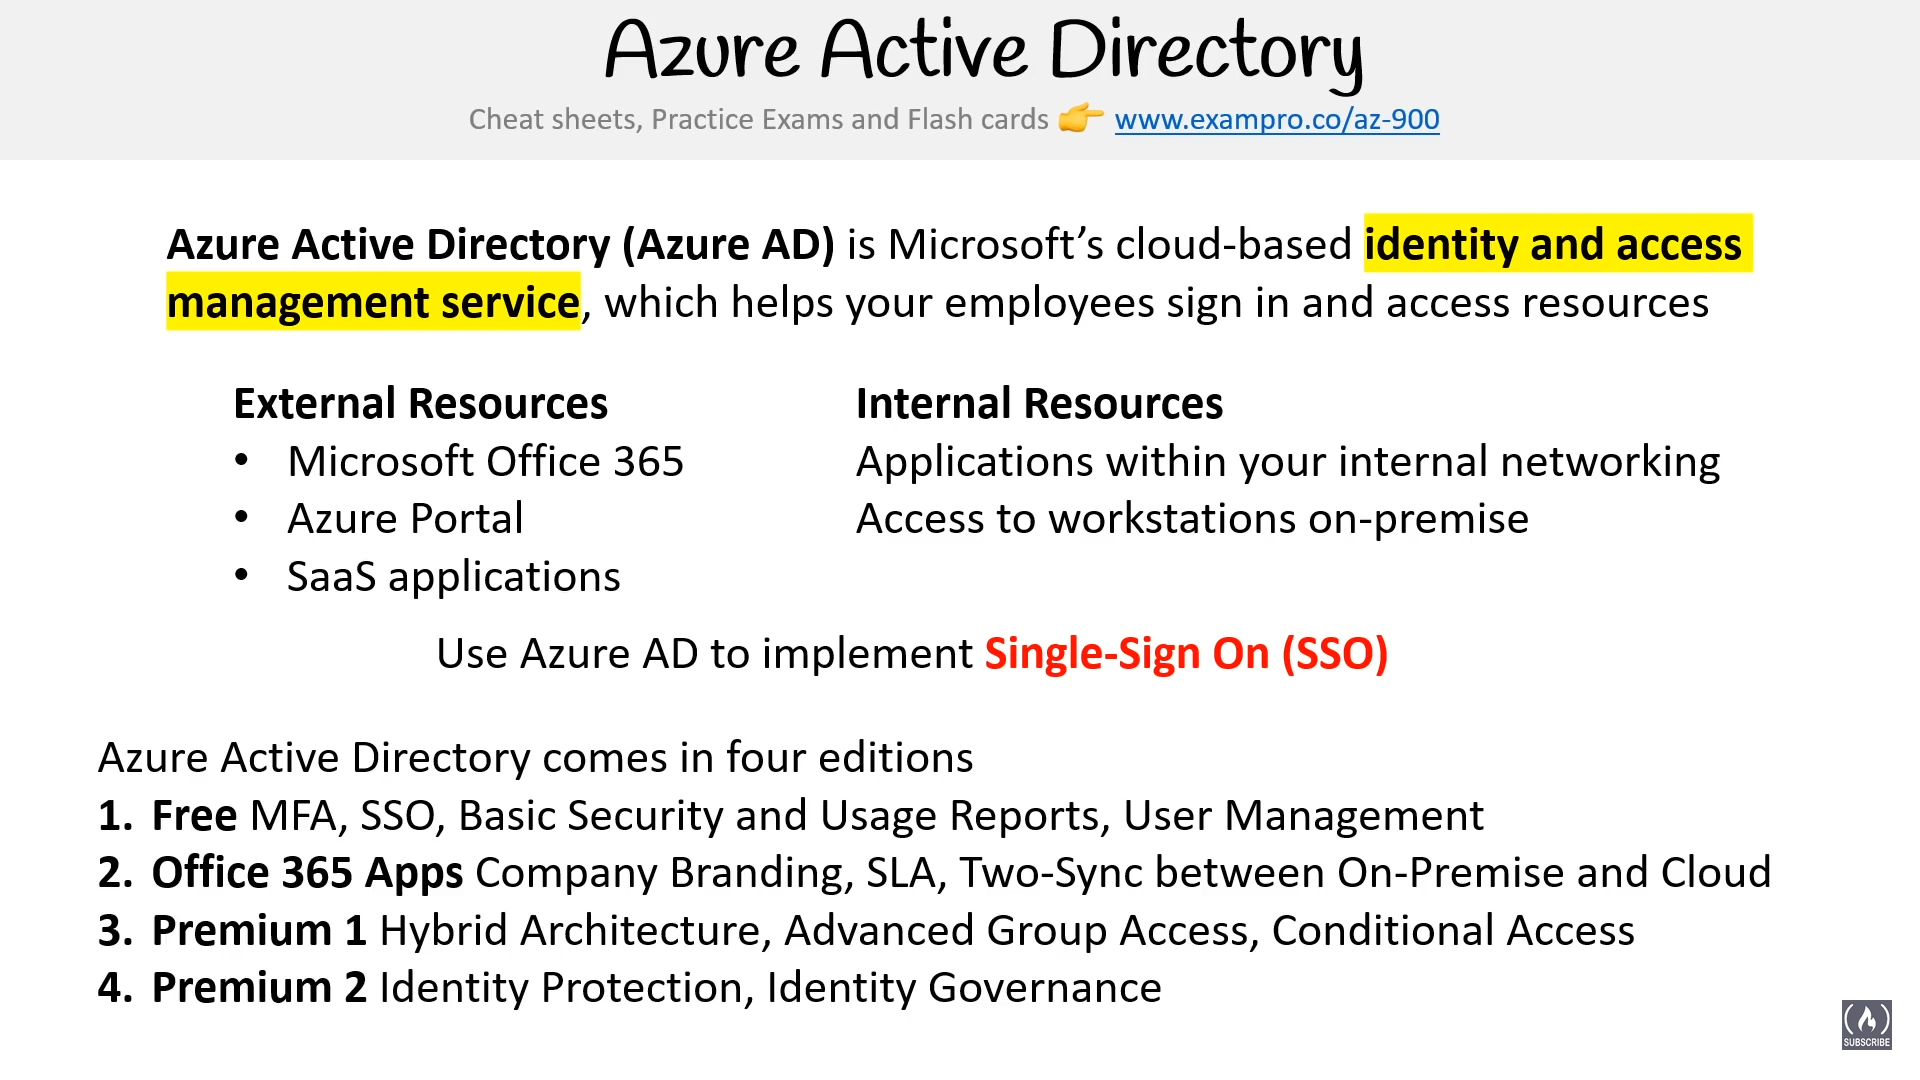 Azure Active Directory
Cheat sheets, Practice Exams and Flash cards 👉 www.exampro.co/az-900
Azure Active Directory (Azure AD) is Microsoft’s cloud-based identity and access
management service, which helps your employees sign in and access resources
External Resources
• Microsoft Office 365
• Azure Portal
• SaaS applications
Internal Resources
Applications within your internal networking
Access to workstations on-premise
Use Azure AD to implement Single-Sign On (SSO)
Azure Active Directory comes in four editions
1. Free MFA, SSO, Basic Security and Usage Reports, User Management
2. Office 365 Apps Company Branding, SLA, Two-Sync between On-Premise and Cloud
3. Premium 1 Hybrid Architecture, Advanced Group Access, Conditional Access
4. Premium 2 Identity Protection, Identity Governance
SUBSCRIBE